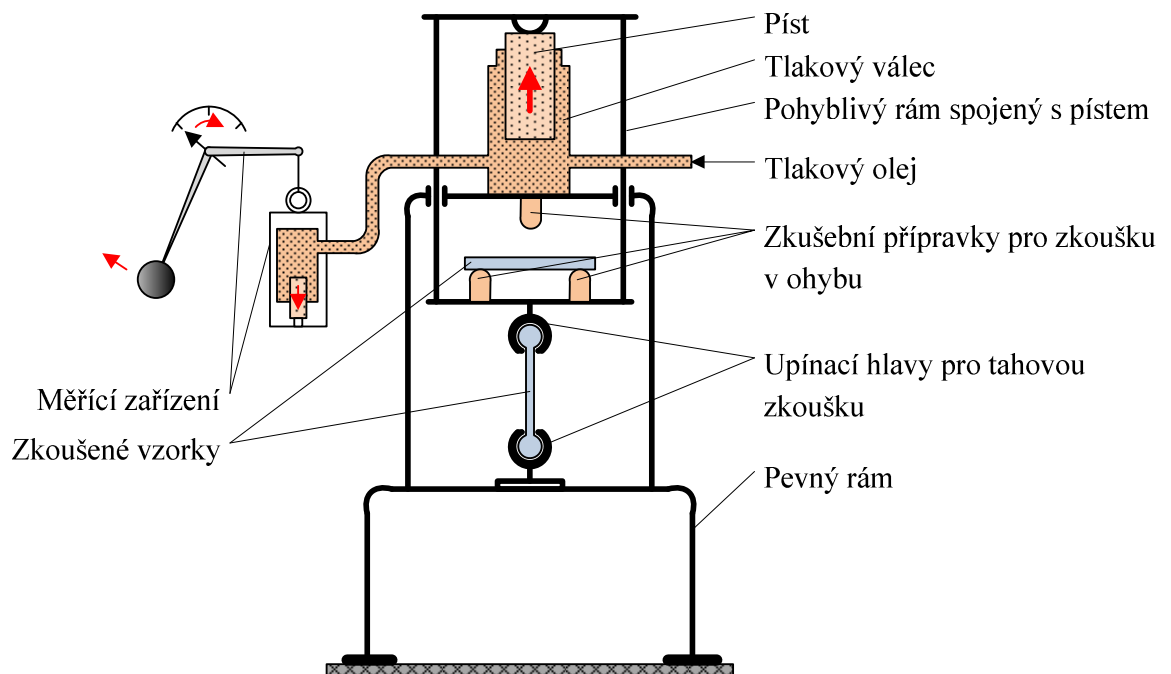 Píst
Tlakový válec
Pohyblivý rám spojený s pístem
Tlakový olej
Zkušební přípravky pro zkoušku
v ohybu
Upínací hlavy pro tahovou
zkoušku
Měřící zařízení
Zkoušené vzorky
Pevný rám